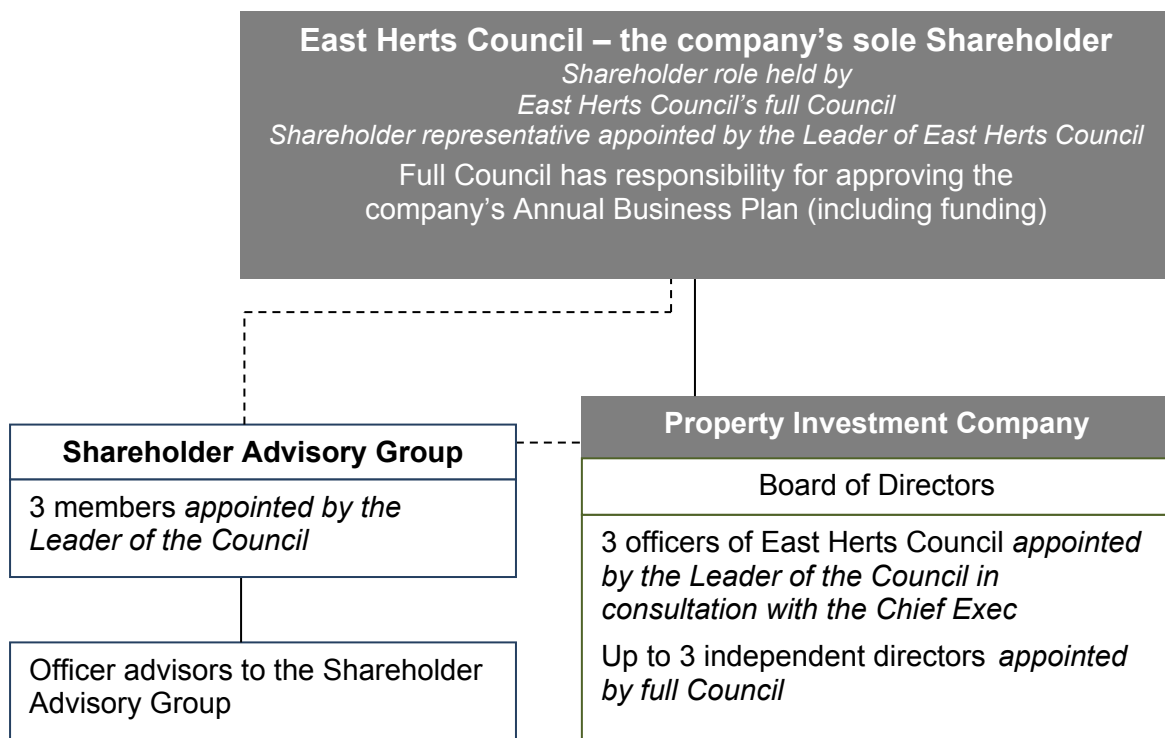 East Herts Council – the company’s sole Shareholder
Shareholder role held by
East Herts Council’s full Council
Shareholder representative appointed by the Leader of East Herts Council
Full Council has responsibility for approving the
company’s Annual Business Plan (including funding)
Shareholder Advisory Group
3 members appointed by the
Leader of the Council
Officer advisors to the Shareholder
Advisory Group
Property Investment Company
Board of Directors
3 officers of East Herts Council appointed
by the Leader of the Council in
consultation with the Chief Exec
Up to 3 independent directors appointed
by full Council